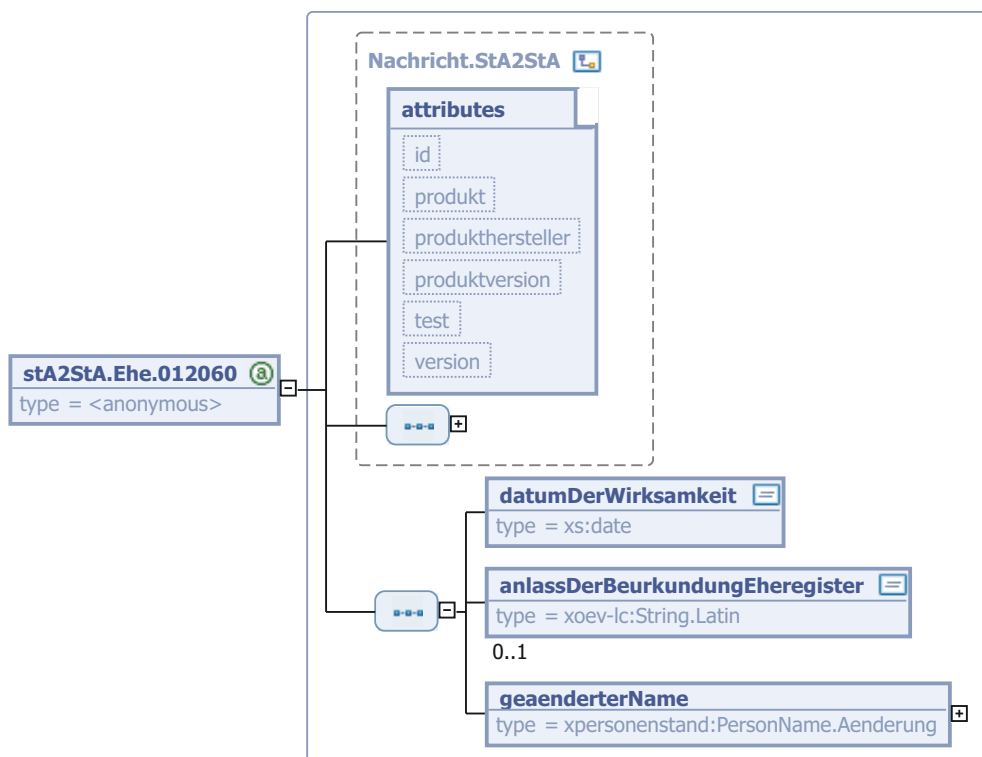 Nachricht.StA2StA
attributes
id
produkt
produkthersteller
produktversion
test
version
stA2StA.Ehe.012060 @
type = <anonymous>
datumDerWirksamkeit
type = xs:date
anlassDerBeurkundungEheregister
type = xoev-lc:String.Latin
0..1
geaenderterName
type = xpersonenstand:PersonName.Aenderung